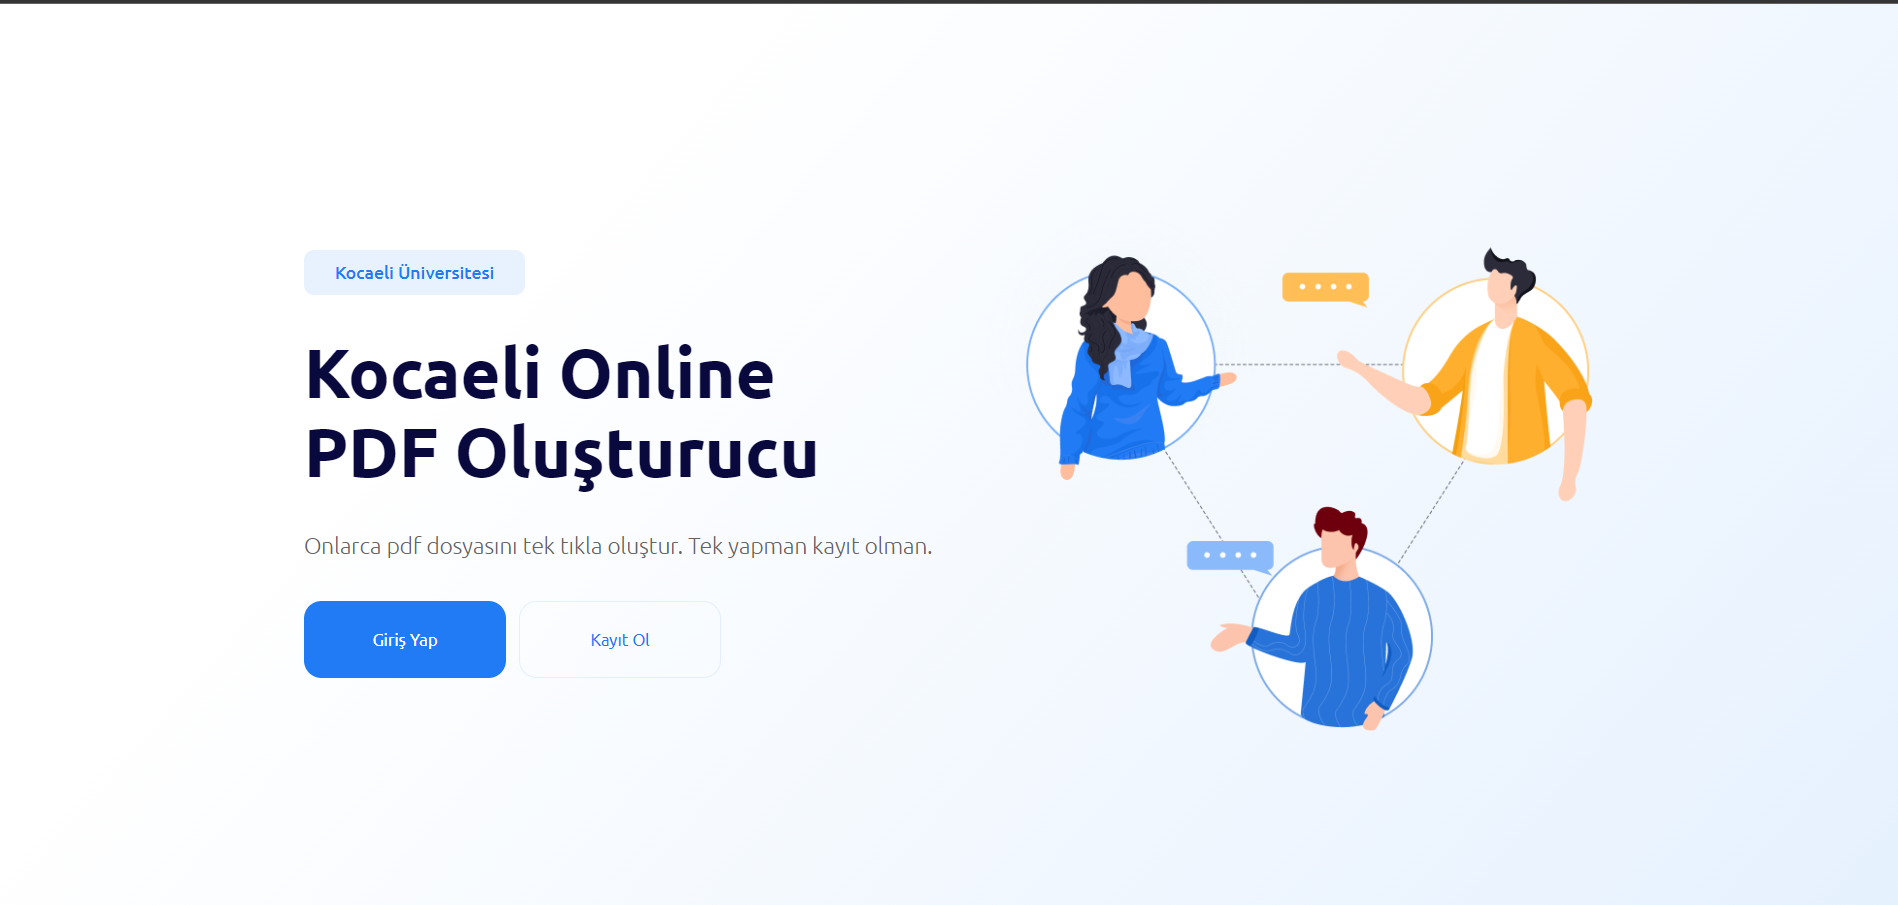 Kocaeli Üniversitesi
Kocaeli Online
PDF Oluşturucu
Onlarca pdf dosyasını tek tıkla oluştur. Tek yapman kayıt olman.
Giriş Yap
Kayıt Ol